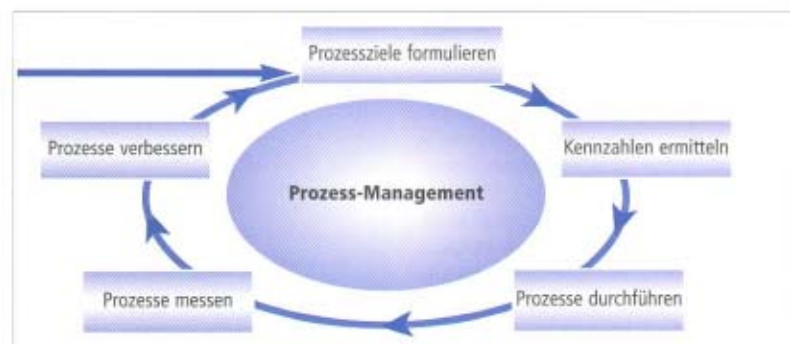 Prozessziele formulieren
Kennzahlen ermitteln
Prozesse durchführen
Prozesse messen
Prozesse verbessern
Prozess-Management